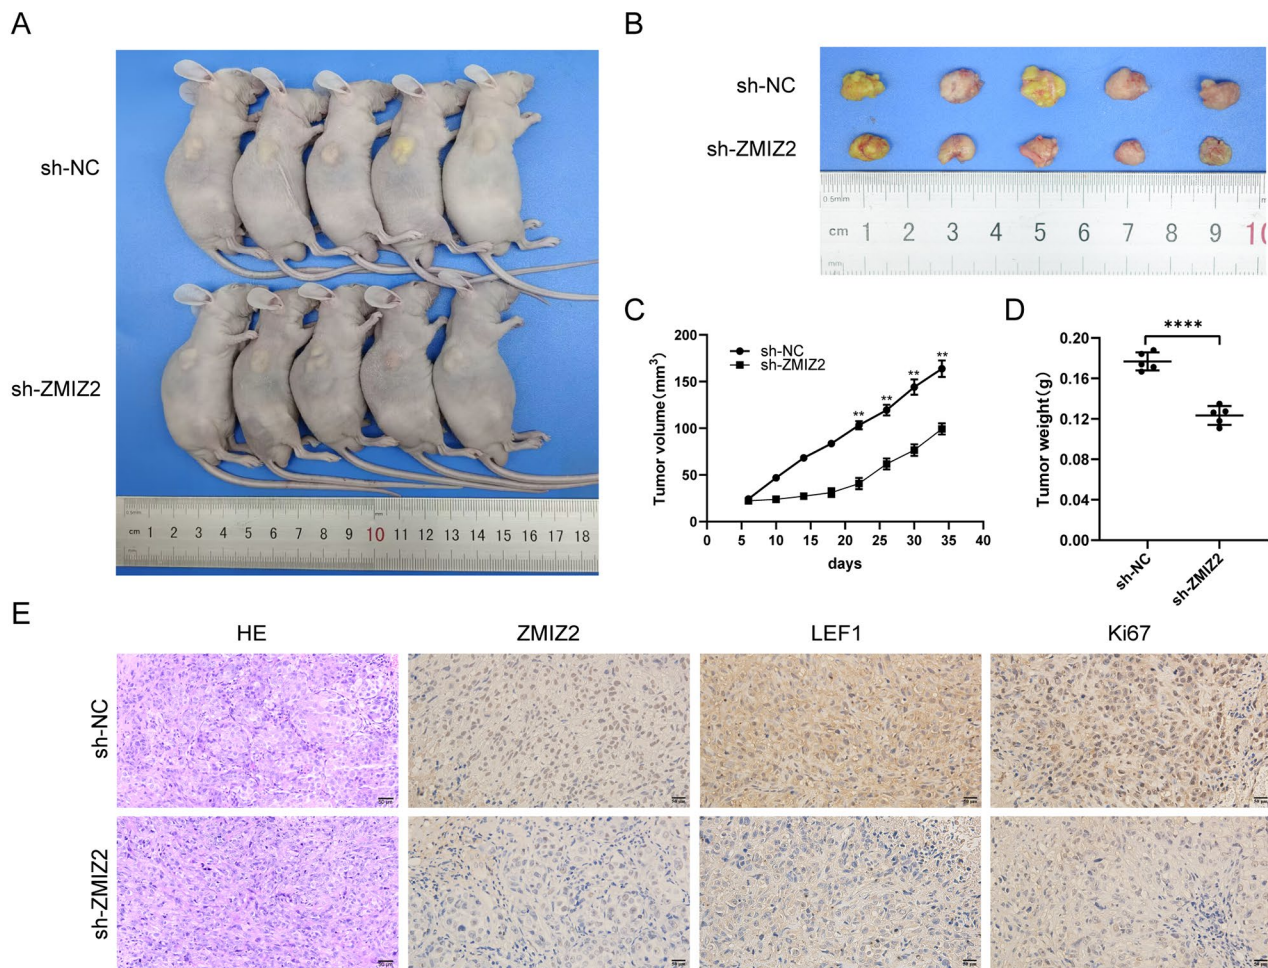 A
B
sh-NC
sh-ZMIZ2
cm 1 2 3 4 5 6 7 8 9 10 11 12 13 14 15 16 17 18
sh-NC
sh-ZMIZ2
0.5mm
cm 1 2 3 4 5 6 7 8 9 10
mm
C
D
Tumor volume(mm³)
200
150
100
50
0
sh-NC
sh-ZMIZ2
** ** ** **
0 5 10 15 20 25 30 35 40
days
Tumor weight(g)
0.20
0.16
0.12
0.08
0.04
0.00
****
sh-NC
sh-ZMIZ2
E
HE ZMIZ2 LEF1 Ki67
sh-NC
sh-ZMIZ2